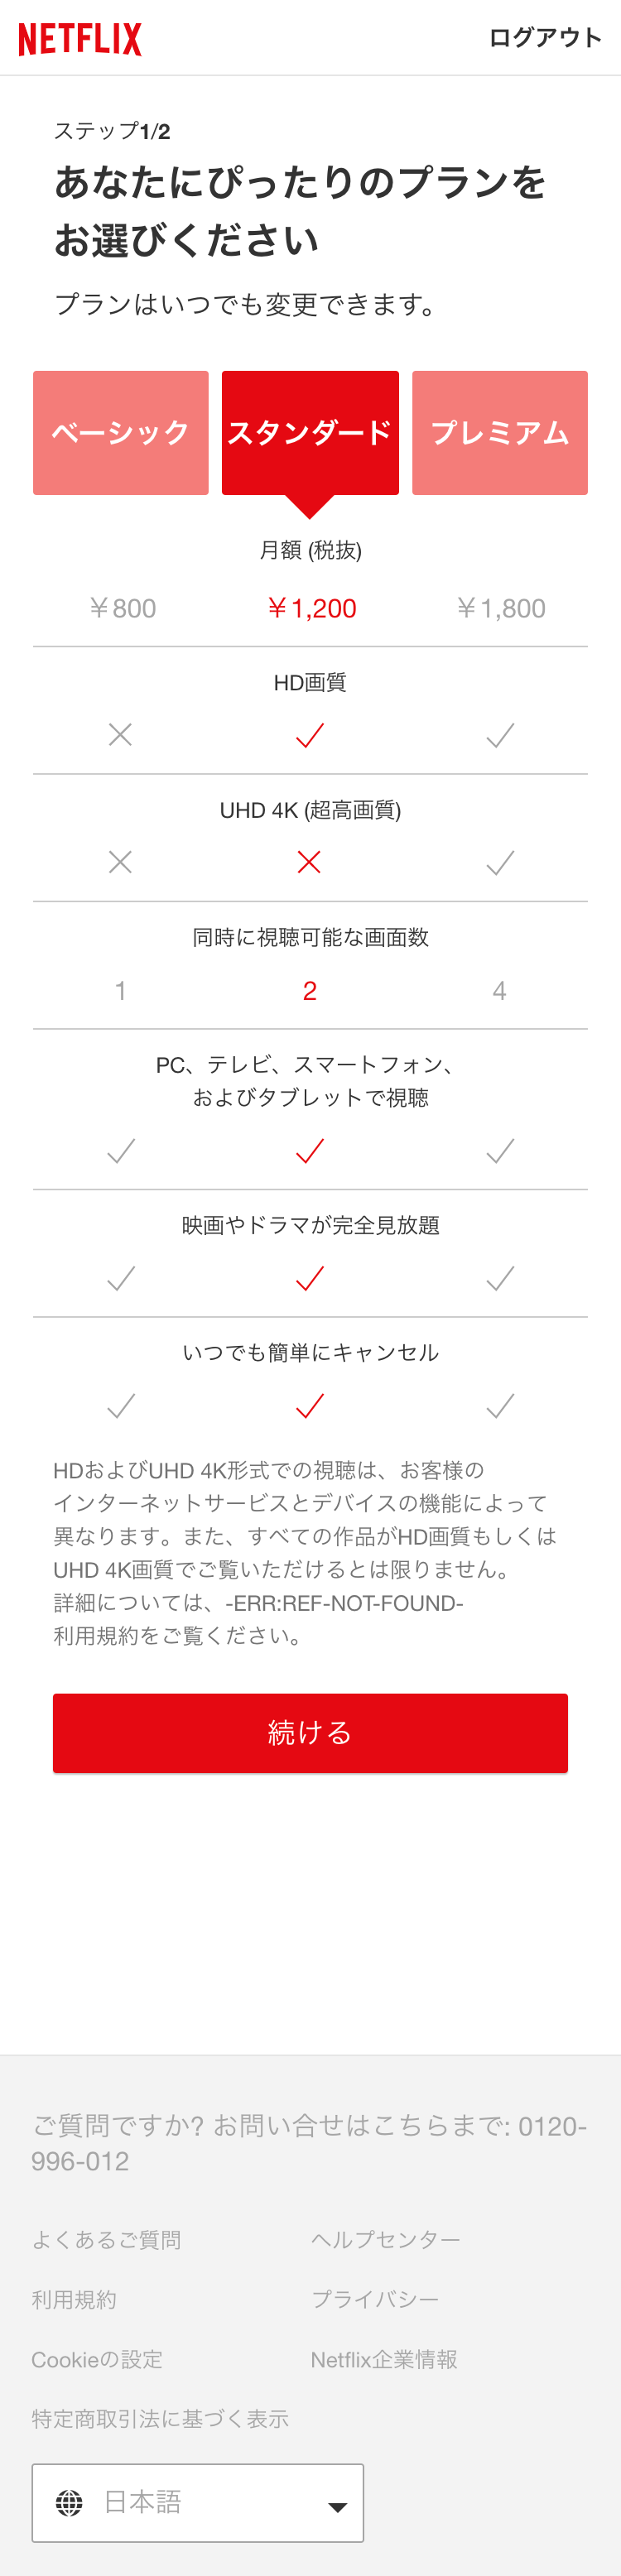 NETFLIX ログアウト
ステップ1/2
あなたにぴったりのプランを
お選びください
プランはいつでも変更できます。
ベーシック スタンダード プレミアム
月額 (税抜)
￥800 ￥1,200 ￥1,800
HD画質
UHD 4K (超高画質)
同時に視聴可能な画面数
1 2 4
PC、テレビ、スマートフォン、
およびタブレットで視聴
映画やドラマが完全見放題
いつでも簡単にキャンセル
HDおよびUHD 4K形式での視聴は、お客様の
インターネットサービスとデバイスの機能によって
異なります。また、すべての作品がHD画質もしくは
UHD 4K画質でご覧いただけるとは限りません。
詳細については、-ERR:REF-NOT-FOUND-
利用規約をご覧ください。
続ける
ご質問ですか? お問い合せはこちらまで: 0120-
996-012
よくあるご質問 ヘルプセンター
利用規約 プライバシー
Cookieの設定 Netflix企業情報
特定商取引法に基づく表示
日本語